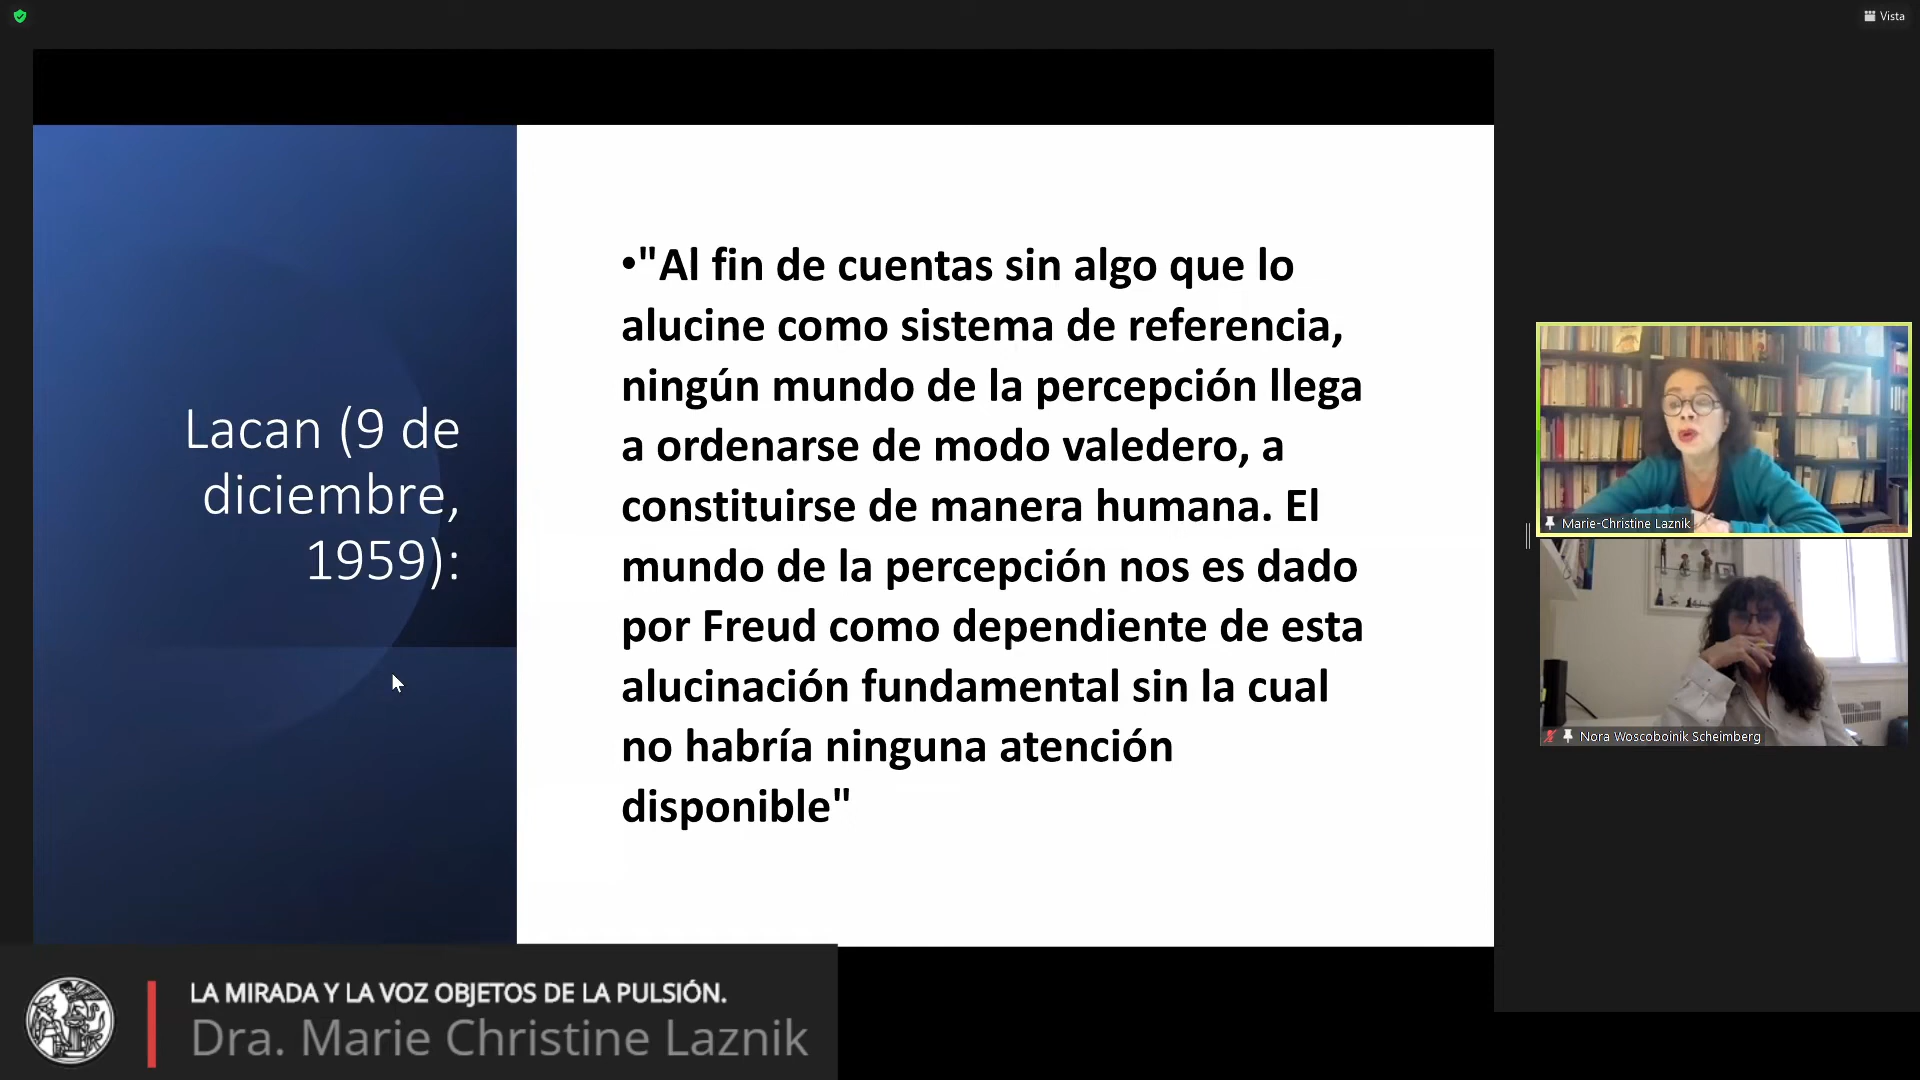 Vista
Lacan (9 de
diciembre,
1959):
•"Al fin de cuentas sin algo que lo
alucine como sistema de referencia,
ningún mundo de la percepción llega
a ordenarse de modo valedero, a
constituirse de manera humana. El
mundo de la percepción nos es dado
por Freud como dependiente de esta
alucinación fundamental sin la cual
no habría ninguna atención
disponible"
Marie-Christine Laznik
Nora Woscoboinik Scheimberg
LA MIRADA Y LA VOZ OBJETOS DE LA PULSIÓN.
Dra. Marie Christine Laznik